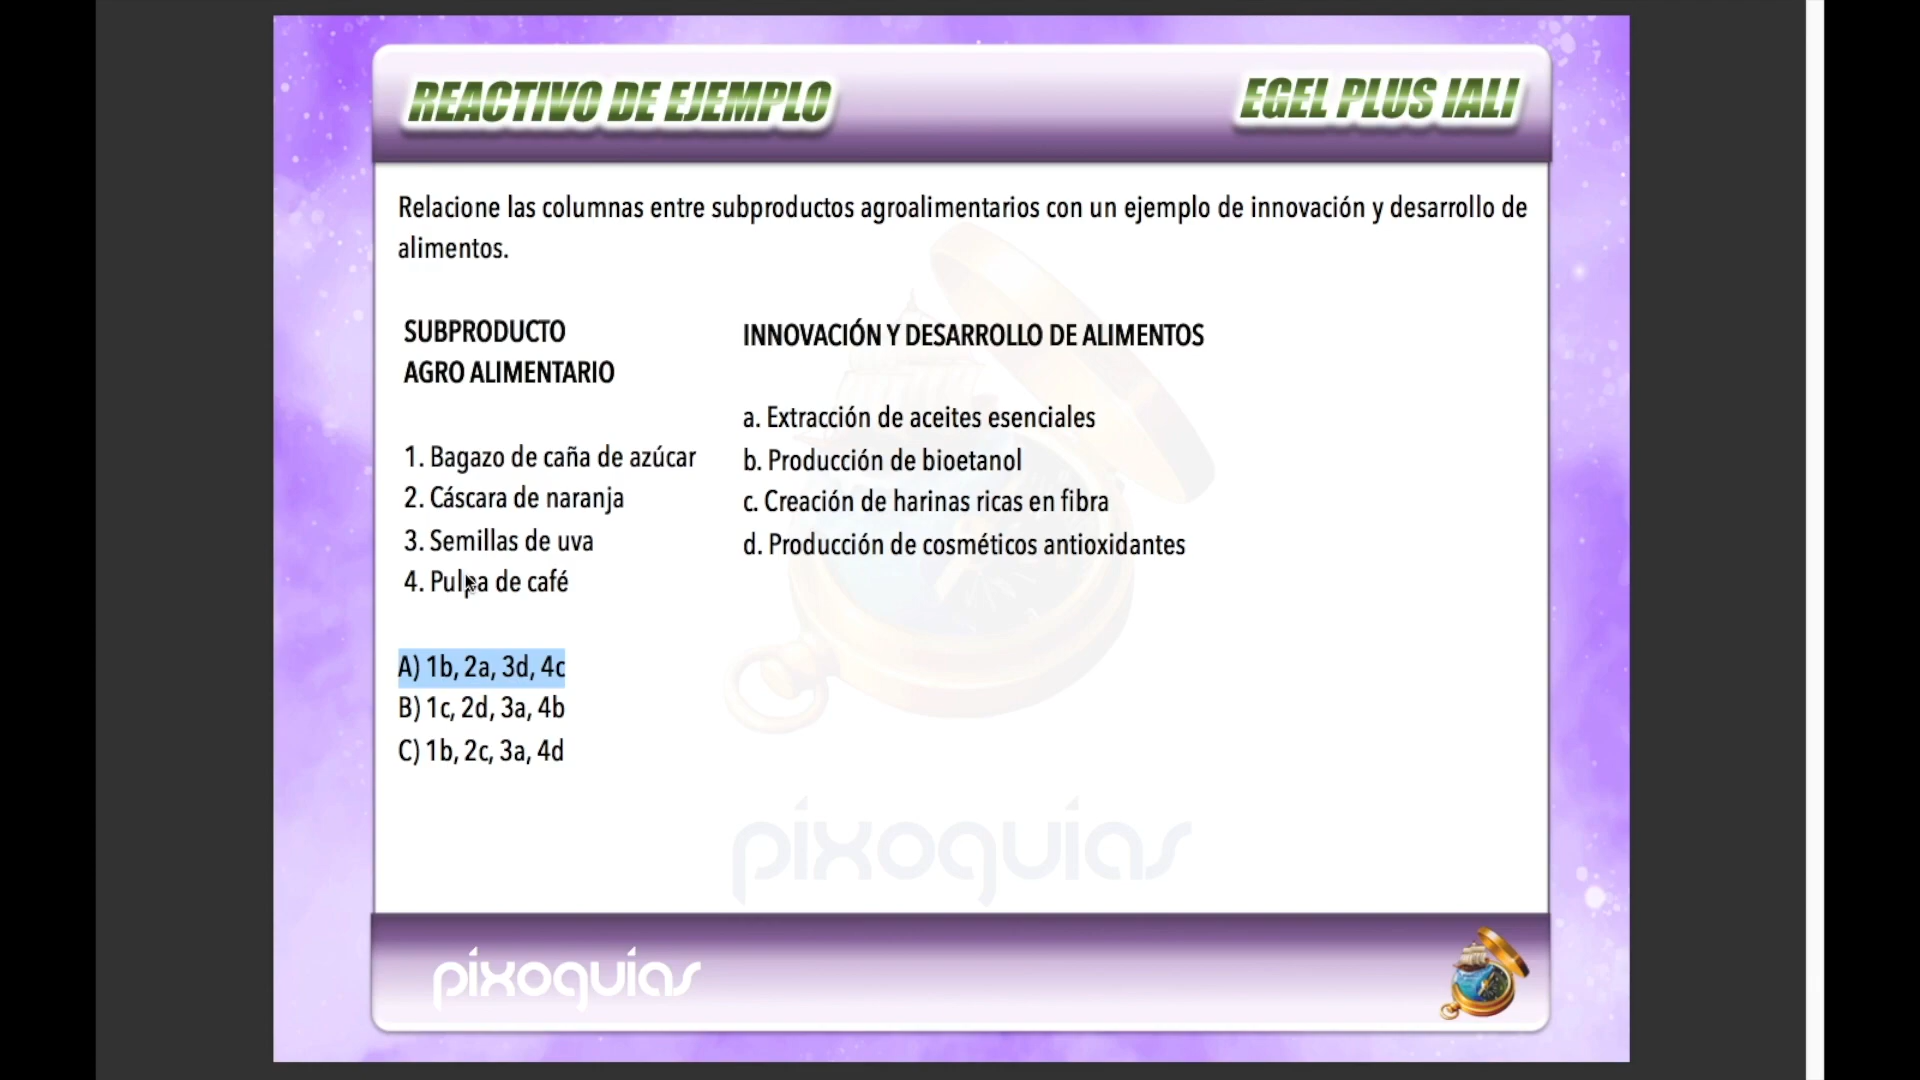 REACTIVO DE EJEMPLO
EGEL PLUS IALI
Relacione las columnas entre subproductos agroalimentarios con un ejemplo de innovación y desarrollo de
alimentos.
SUBPRODUCTO
AGRO ALIMENTARIO
1. Bagazo de caña de azúcar
2. Cáscara de naranja
3. Semillas de uva
4. Pulpa de café
INNOVACIÓN Y DESARROLLO DE ALIMENTOS
a. Extracción de aceites esenciales
b. Producción de bioetanol
c. Creación de harinas ricas en fibra
d. Producción de cosméticos antioxidantes
A) 1b, 2a, 3d, 4c
B) 1c, 2d, 3a, 4b
C) 1b, 2c, 3a, 4d
pixoguias
pixoguias